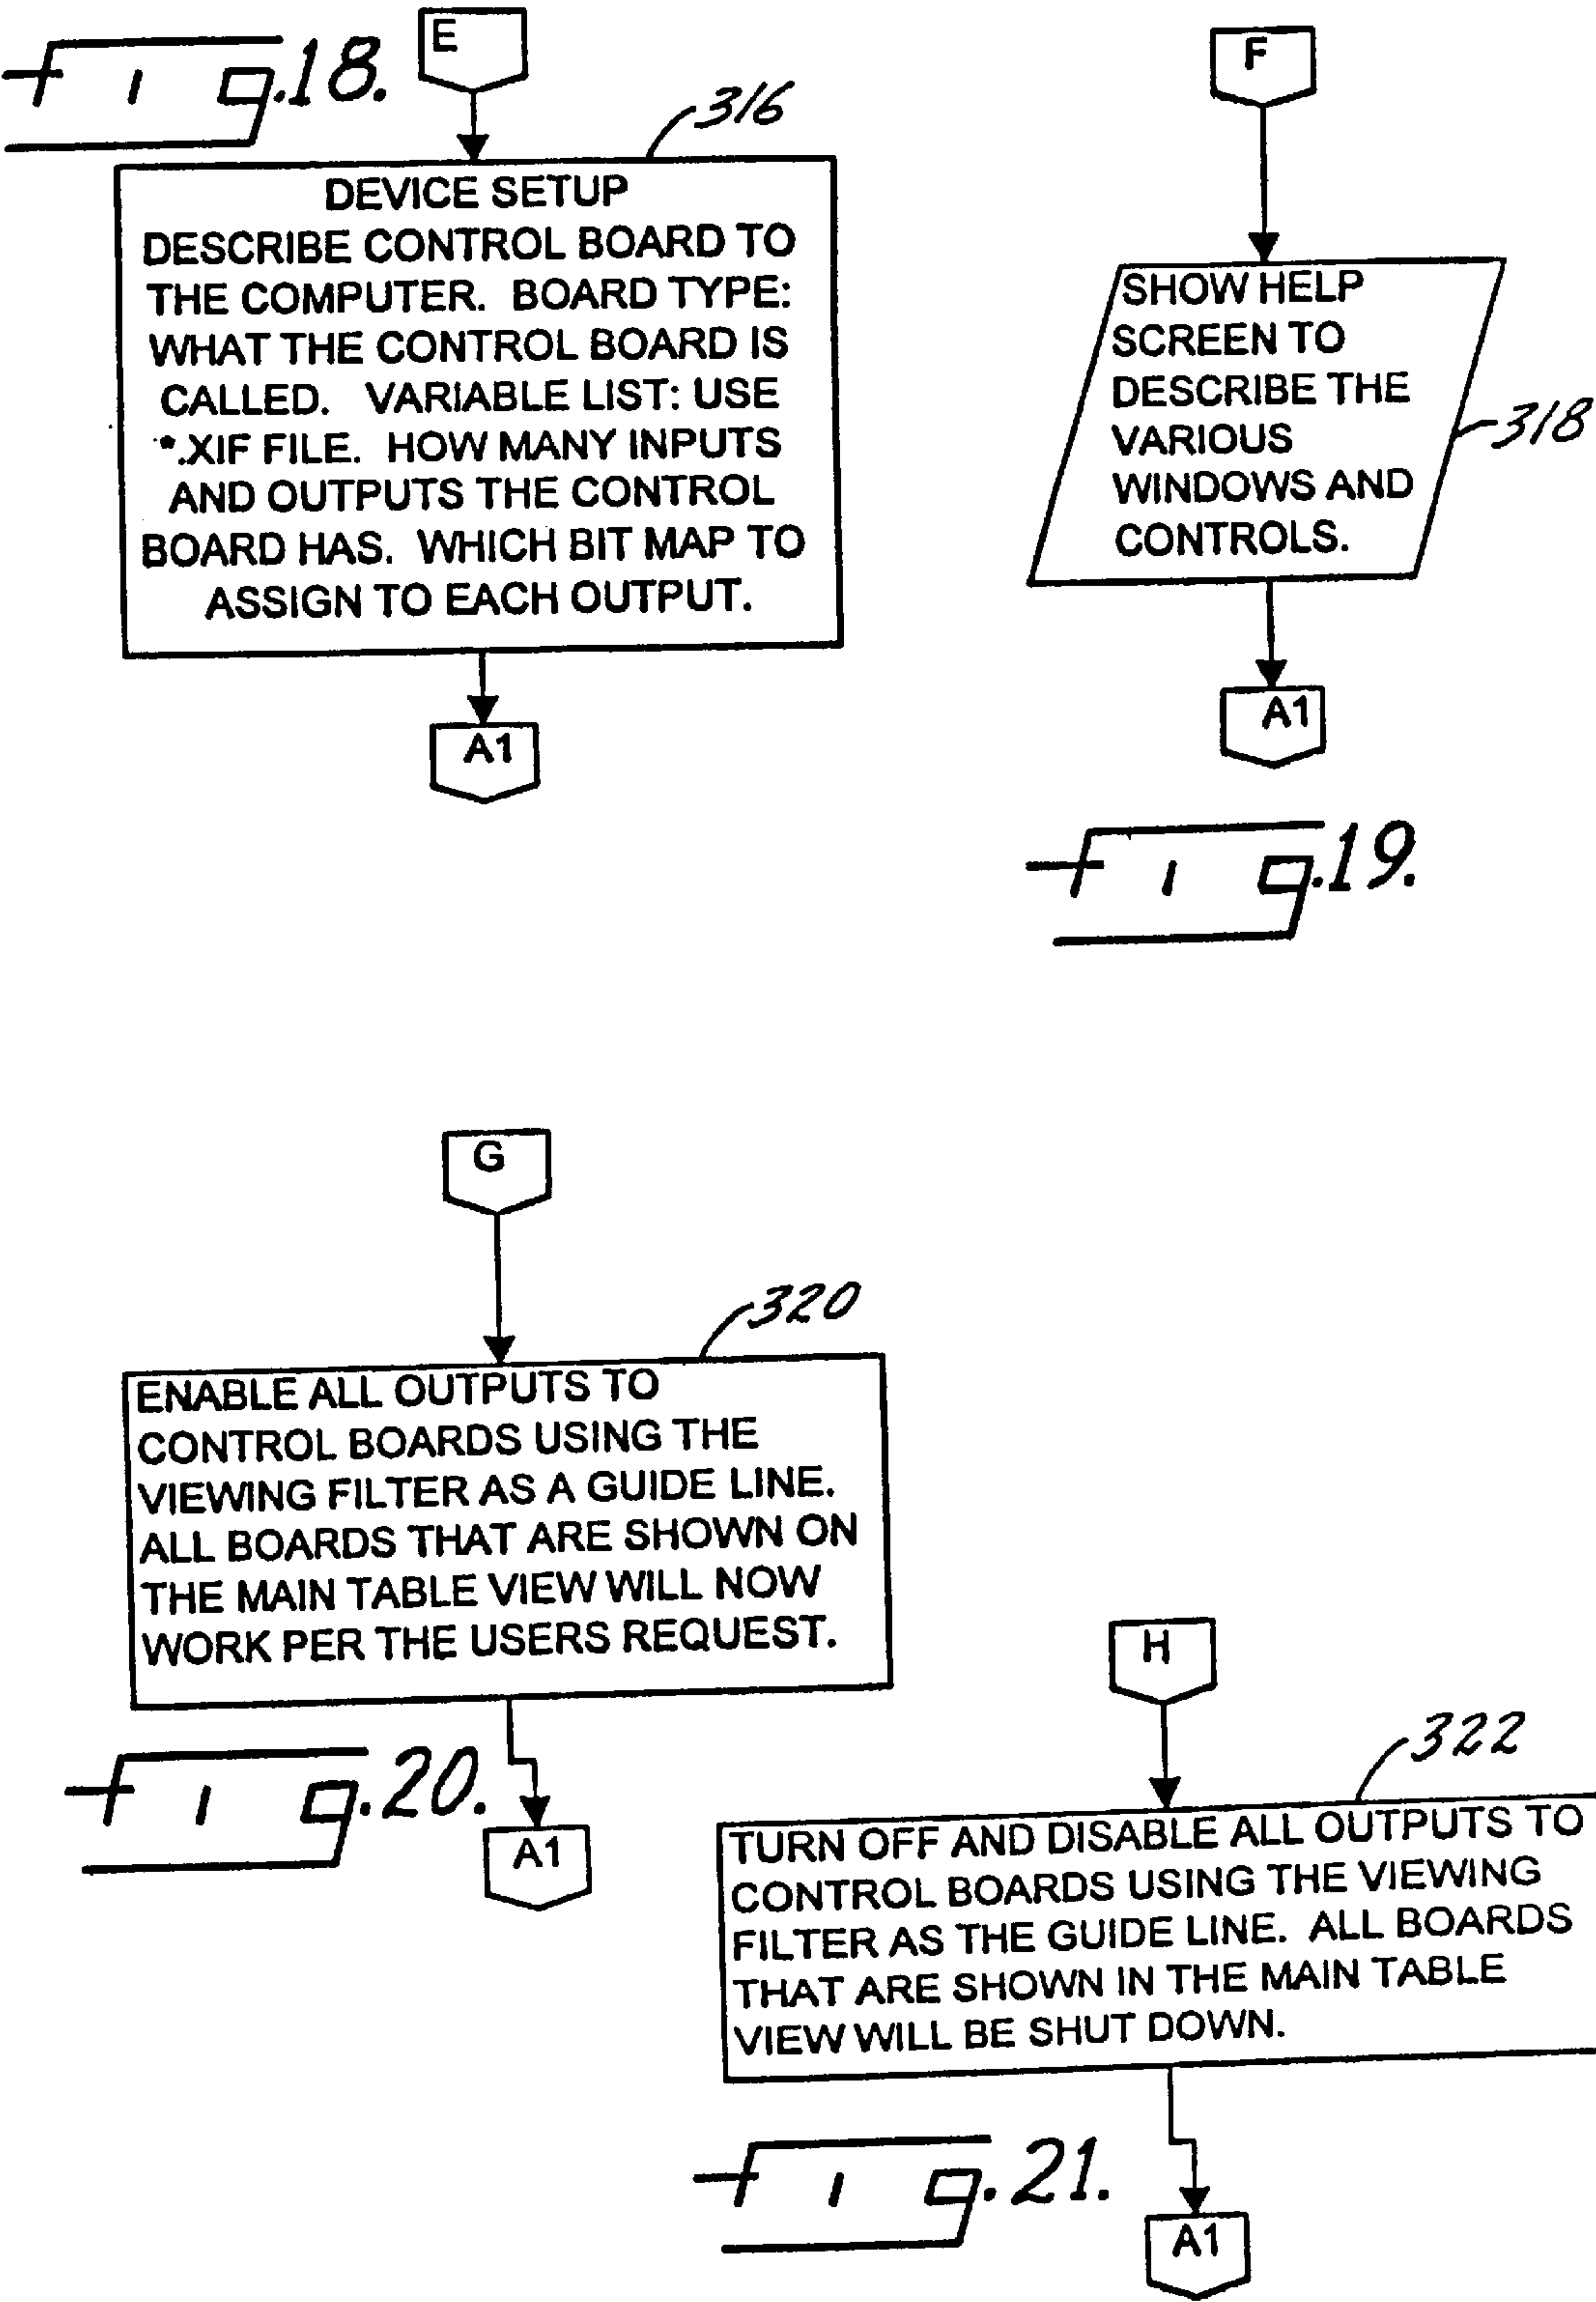 fig.18.
E
316
DEVICE SETUP
DESCRIBE CONTROL BOARD TO
THE COMPUTER. BOARD TYPE:
WHAT THE CONTROL BOARD IS
CALLED. VARIABLE LIST: USE
*.XIF FILE. HOW MANY INPUTS
AND OUTPUTS THE CONTROL
BOARD HAS. WHICH BIT MAP TO
ASSIGN TO EACH OUTPUT.
A1
F
SHOW HELP
SCREEN TO
DESCRIBE THE
VARIOUS
WINDOWS AND
CONTROLS.
318
A1
fig.19.
G
320
ENABLE ALL OUTPUTS TO
CONTROL BOARDS USING THE
VIEWING FILTER AS A GUIDE LINE.
ALL BOARDS THAT ARE SHOWN ON
THE MAIN TABLE VIEW WILL NOW
WORK PER THE USERS REQUEST.
fig.20.
A1
H
322
TURN OFF AND DISABLE ALL OUTPUTS TO
CONTROL BOARDS USING THE VIEWING
FILTER AS THE GUIDE LINE. ALL BOARDS
THAT ARE SHOWN IN THE MAIN TABLE
VIEW WILL BE SHUT DOWN.
fig.21.
A1